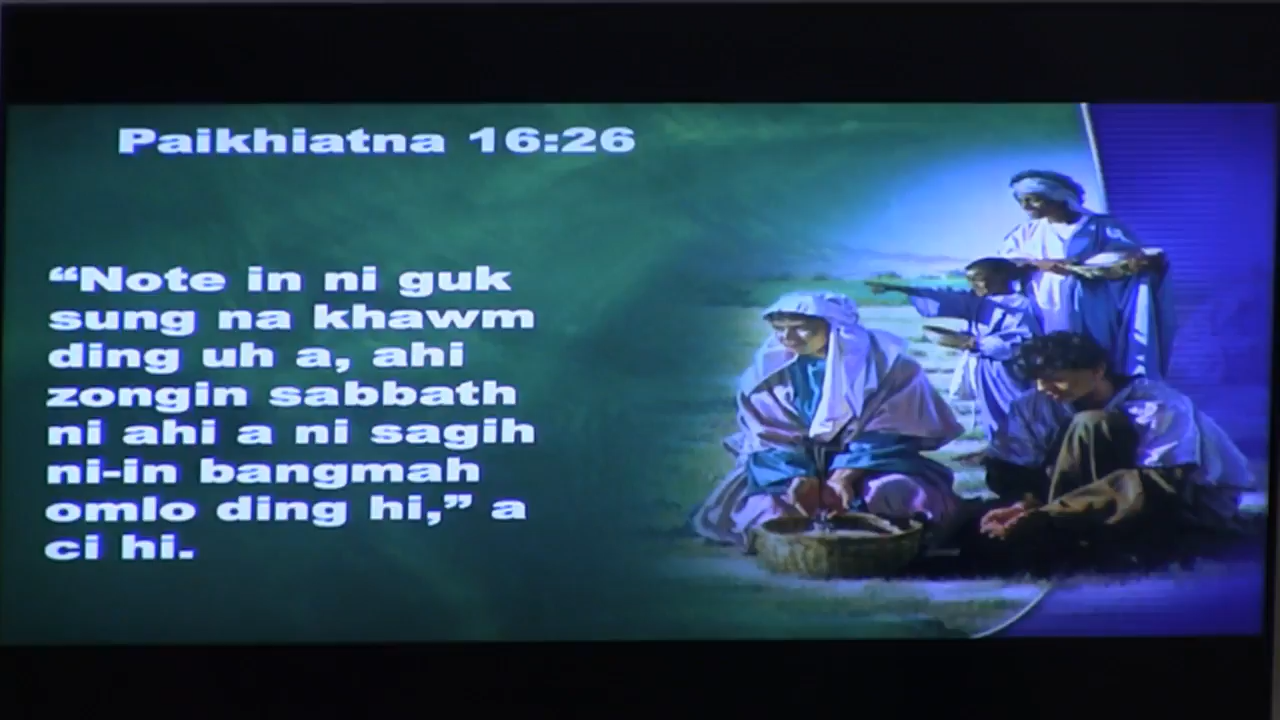 Paikhiatna 16:26
“Note in ni guk
sung na khawm
ding uh a, ahi
zongin sabbath
ni ahi a ni sagih
ni-in bangmah
omlo ding hi,” a
ci hi.